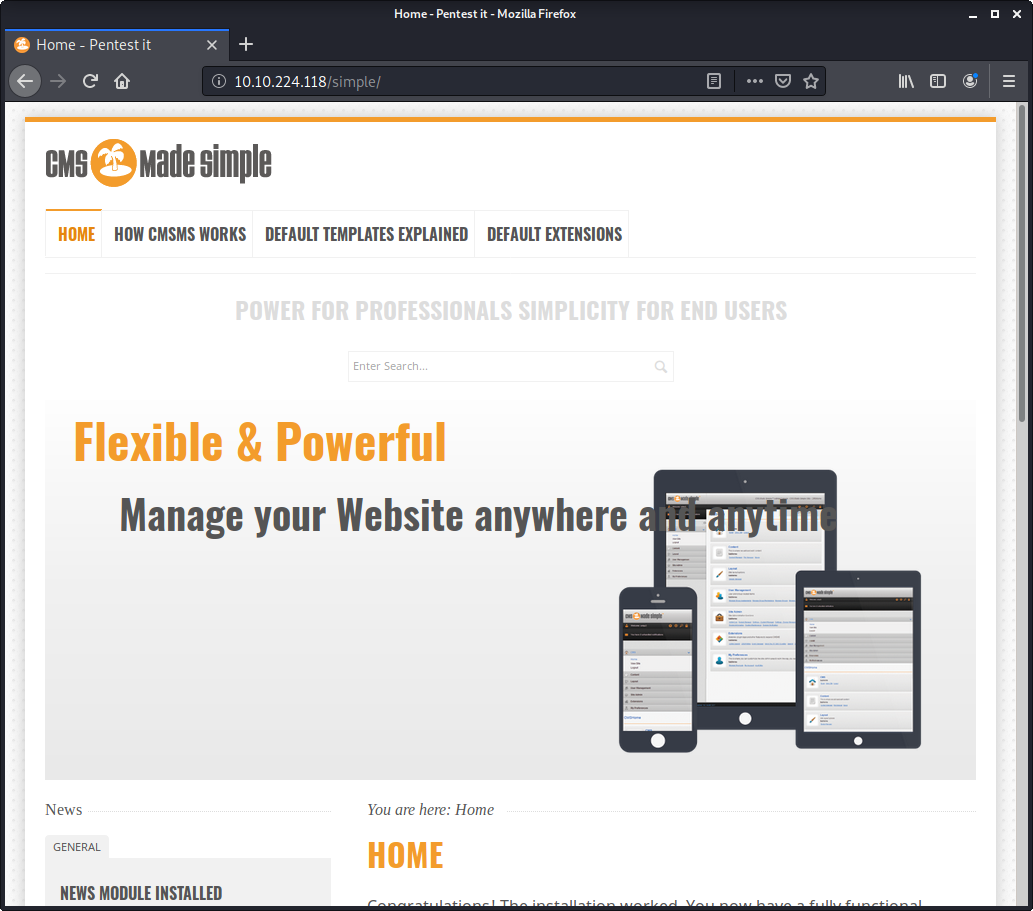 Home - Pentest it - Mozilla Firefox
Home - Pentest it
10.10.224.118/simple/
CMS Made Simple
HOME HOW CMSMS WORKS DEFAULT TEMPLATES EXPLAINED DEFAULT EXTENSIONS
POWER FOR PROFESSIONALS SIMPLICITY FOR END USERS
Enter Search...
Flexible & Powerful
Manage your Website anywhere and anytime
News
You are here: Home
GENERAL
HOME
NEWS MODULE INSTALLED
Congratulations! The installation worked. You now have a fully functional